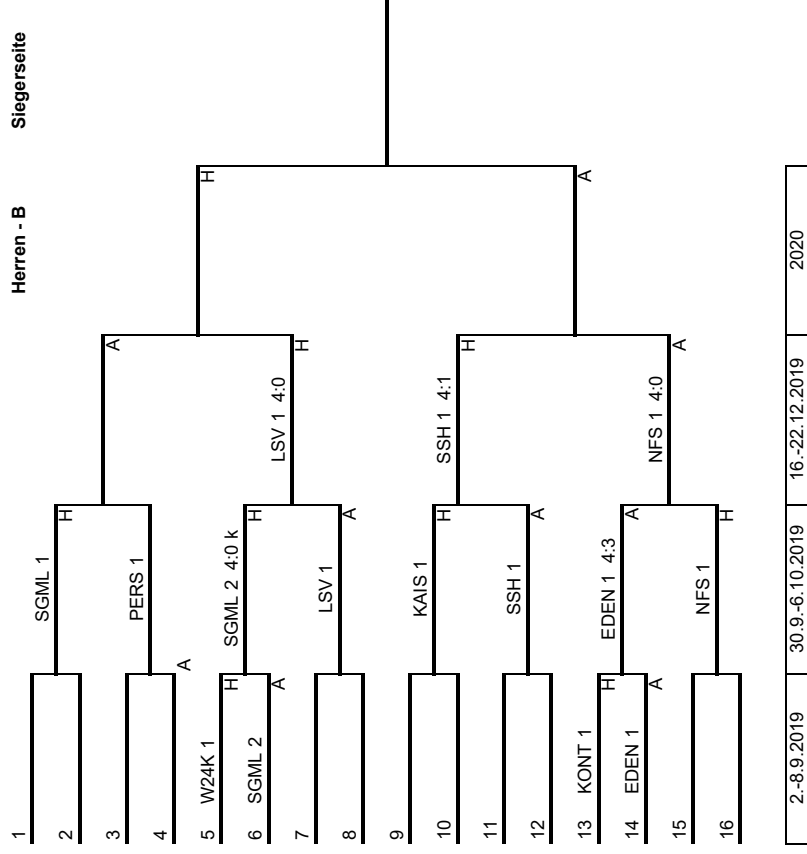 Herren - B
Siegerseite
1
2
3
4
5
6
7
8
9
10
11
12
13
14
15
16
W24K 1
H
SGML 2
A
KONT 1
H
EDEN 1
A
A
SGML 1
H
PERS 1
SGML 2 4:0 k
H
LSV 1
A
KAIS 1
H
SSH 1
A
EDEN 1 4:3
A
NFS 1
H
A
LSV 1 4:0
H
SSH 1 4:1
H
NFS 1 4:0
A
H
A
2.-8.9.2019
30.9.-6.10.2019
16.-22.12.2019
2020